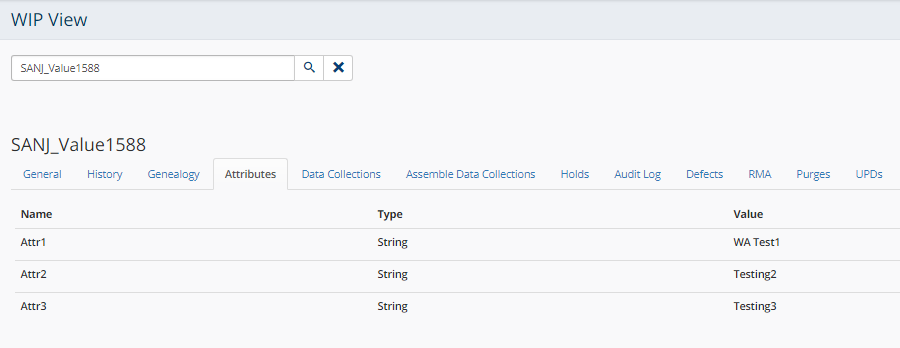 WIP View
SANJ_Value1588
SANJ_Value1588
General History Genealogy Attributes Data Collections Assemble Data Collections Holds Audit Log Defects RMA Purges UPDs
Name Type Value
Attr1 String WA Test1
Attr2 String Testing2
Attr3 String Testing3